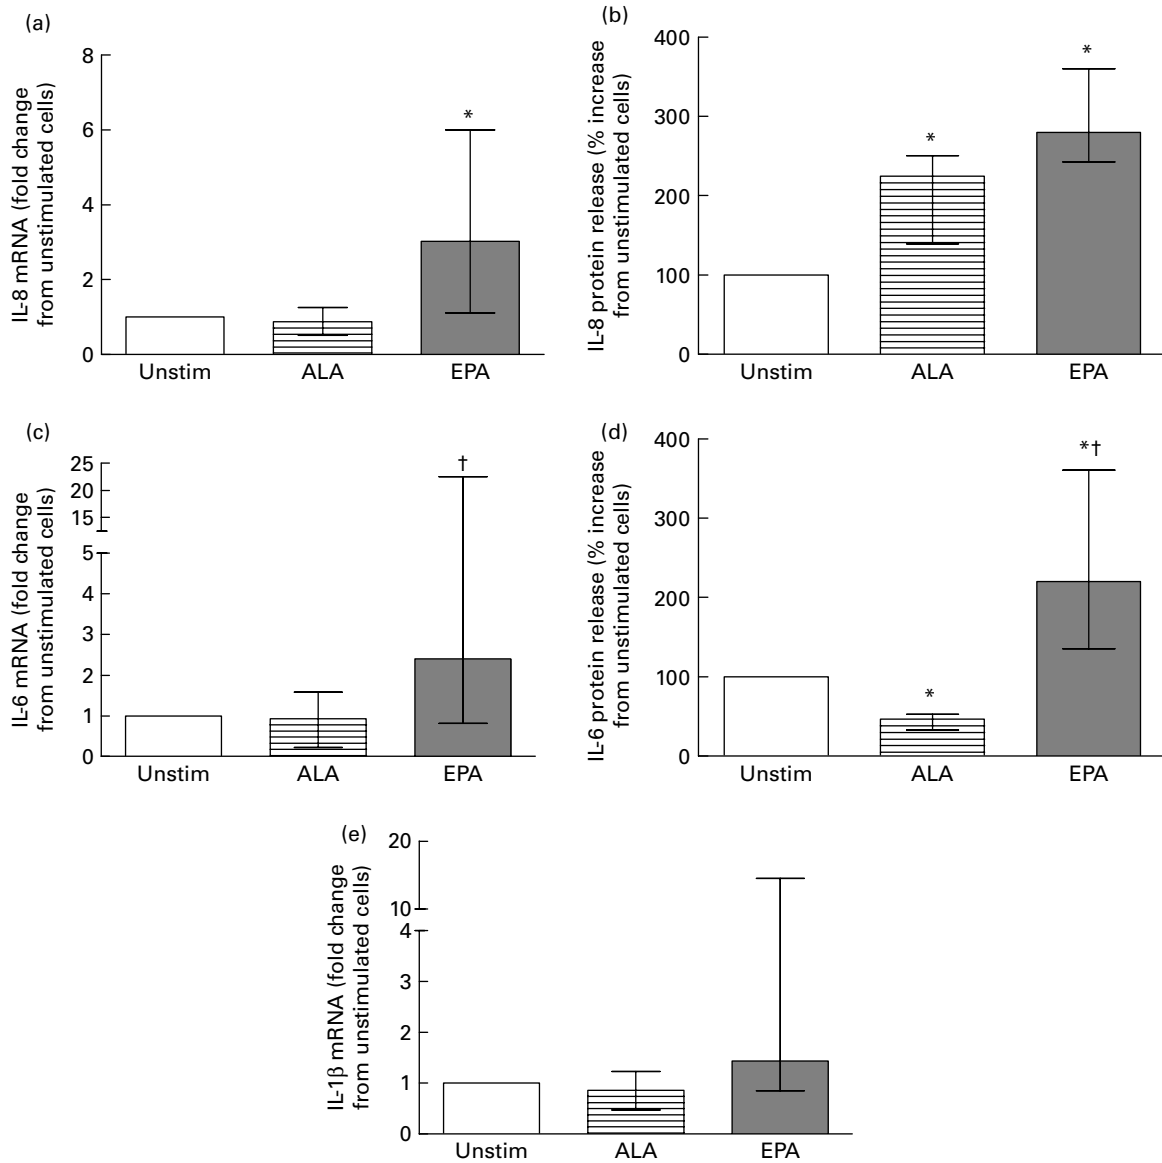 (a)
IL-8 mRNA (fold change
from unstimulated cells)
8
6
4
2
0
*
Unstim ALA EPA
(b)
IL-8 protein release (% increase
from unstimulated cells)
400
300
200
100
0
*
*
Unstim ALA EPA
(c)
IL-6 mRNA (fold change
from unstimulated cells)
25
20
15
5
4
3
2
1
0
†
Unstim ALA EPA
(d)
IL-6 protein release (% increase
from unstimulated cells)
400
300
200
100
0
*
*†
Unstim ALA EPA
(e)
IL-1β mRNA (fold change
from unstimulated cells)
20
10
4
3
2
1
0
Unstim ALA EPA